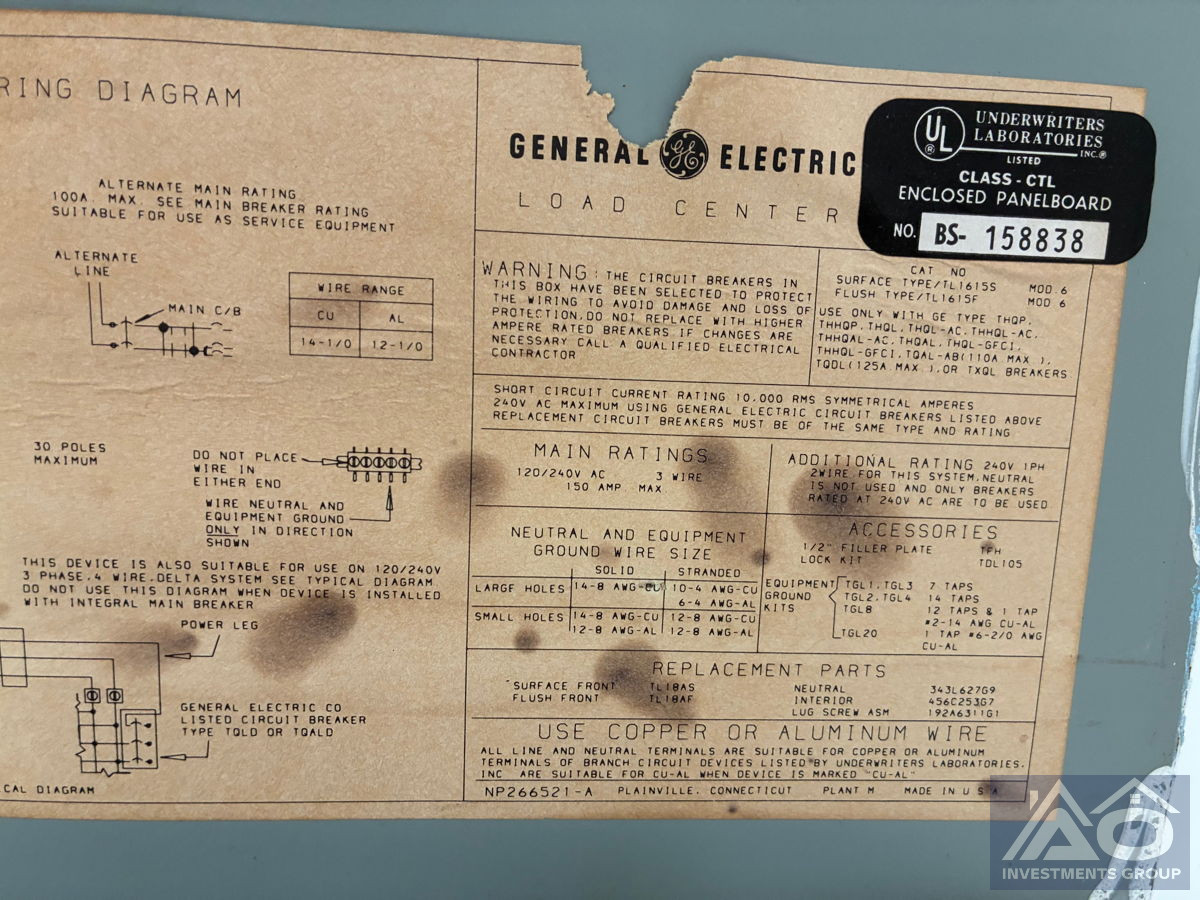 RING DIAGRAM
ALTERNATE MAIN RATING
100A. MAX. SEE MAIN BREAKER RATING
SUITABLE FOR USE AS SERVICE EQUIPMENT
ALTERNATE
LINE
MAIN C/B
WIRE RANGE
CU AL
14-1/0 12-1/0
30 POLES
MAXIMUM
DO NOT PLACE
WIRE IN
EITHER END
WIRE NEUTRAL AND
EQUIPMENT GROUND
ONLY IN DIRECTION
SHOWN
THIS DEVICE IS ALSO SUITABLE FOR USE ON 120/240V
3 PHASE,4 WIRE,DELTA SYSTEM SEE TYPICAL DIAGRAM.
DO NOT USE THIS DIAGRAM WHEN DEVICE IS INSTALLED
WITH INTEGRAL MAIN BREAKER
POWER LEG
GENERAL ELECTRIC CO
LISTED CIRCUIT BREAKER
TYPE TQLD OR TQALD
CAL DIAGRAM
GENERAL GE ELECTRIC
LOAD CENTER
UL
UNDERWRITERS
LABORATORIES
INC.®
LISTED
CLASS-CTL
ENCLOSED PANELBOARD
NO. BS- 158838
WARNING: THE CIRCUIT BREAKERS IN
THIS BOX HAVE BEEN SELECTED TO PROTECT
THE WIRING TO AVOID DAMAGE AND LOSS OF
PROTECTION,DO NOT REPLACE WITH HIGHER
AMPERE RATED BREAKERS IF CHANGES ARE
NECESSARY CALL A QUALIFIED ELECTRICAL
CONTRACTOR
CAT NO
SURFACE TYPE/TL1615S MOD.6
FLUSH TYPE/TL1615F MOD 6
USE ONLY WITH GE TYPE THQP,
THHQP,THQL,THQL-AC,THHQL-AC,
THHQAL-AC,THQAL,THQL-GFCI,
THHQL-GFCI,TQAL-AB(110A MAX.),
TQDL(125A MAX.),OR TXQL BREAKERS
SHORT CIRCUIT CURRENT RATING 10,000 RMS SYMMETRICAL AMPERES
240V AC MAXIMUM USING GENERAL ELECTRIC CIRCUIT BREAKERS LISTED ABOVE
REPLACEMENT CIRCUIT BREAKERS MUST BE OF THE SAME TYPE AND RATING
MAIN RATINGS
120/240V AC 3 WIRE
150 AMP. MAX
ADDITIONAL RATING 240V 1PH
2WIRE,FOR THIS SYSTEM,NEUTRAL
IS NOT USED AND ONLY BREAKERS
RATED AT 240V AC ARE TO BE USED
NEUTRAL AND EQUIPMENT
GROUND WIRE SIZE
SOLID STRANDED
LARGE HOLES 14-8 AWG-CU 10-4 AWG-CU
6-4 AWG-AL
SMALL HOLES 14-8 AWG-CU 12-8 AWG-CU
12-8 AWG-AL 12-8 AWG-AL
ACCESSORIES
1/2" FILLER PLATE TFH
LOCK KIT TDL105
EQUIPMENT GROUND KITS
TGL1,TGL3 7 TAPS
TGL2,TGL4 14 TAPS
TGL8 12 TAPS & 1 TAP
#2-14 AWG CU-AL
TGL20 1 TAP #6-2/0 AWG
CU-AL
REPLACEMENT PARTS
SURFACE FRONT TL18AS
FLUSH FRONT TL18AF
NEUTRAL 343L627G9
INTERIOR 456C253G7
LUG SCREW ASM 192A6311G1
USE COPPER OR ALUMINUM WIRE
ALL LINE AND NEUTRAL TERMINALS ARE SUITABLE FOR COPPER OR ALUMINUM
TERMINALS OF BRANCH CIRCUIT DEVICES LISTED BY UNDERWRITERS LABORATORIES,
INC ARE SUITABLE FOR CU-AL WHEN DEVICE IS MARKED "CU-AL"
NP266521-A PLAINVILLE, CONNECTICUT PLANT M MADE IN U S A
AO
INVESTMENTS GROUP